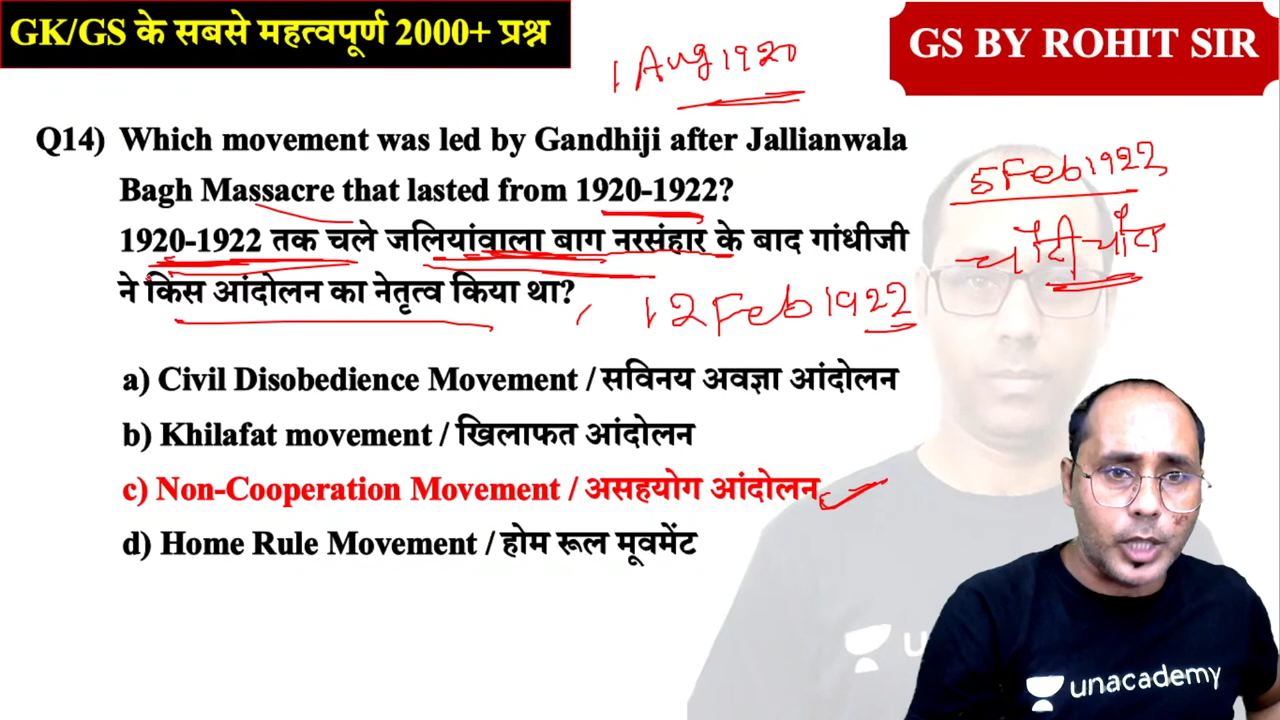 GK/GS के सबसे महत्वपूर्ण 2000+ प्रश्न
GS BY ROHIT SIR
1 Aug 1920
Q14) Which movement was led by Gandhiji after Jallianwala
Bagh Massacre that lasted from 1920-1922?
5 Feb 1922
1920-1922 तक चले जलियांवाला बाग नरसंहार के बाद गांधीजी
चौरी-चौरा
ने किस आंदोलन का नेतृत्व किया था?
12 Feb 1922
a) Civil Disobedience Movement / सविनय अवज्ञा आंदोलन
b) Khilafat movement / खिलाफत आंदोलन
c) Non-Cooperation Movement / असहयोग आंदोलन
d) Home Rule Movement / होम रूल मूवमेंट
unacademy